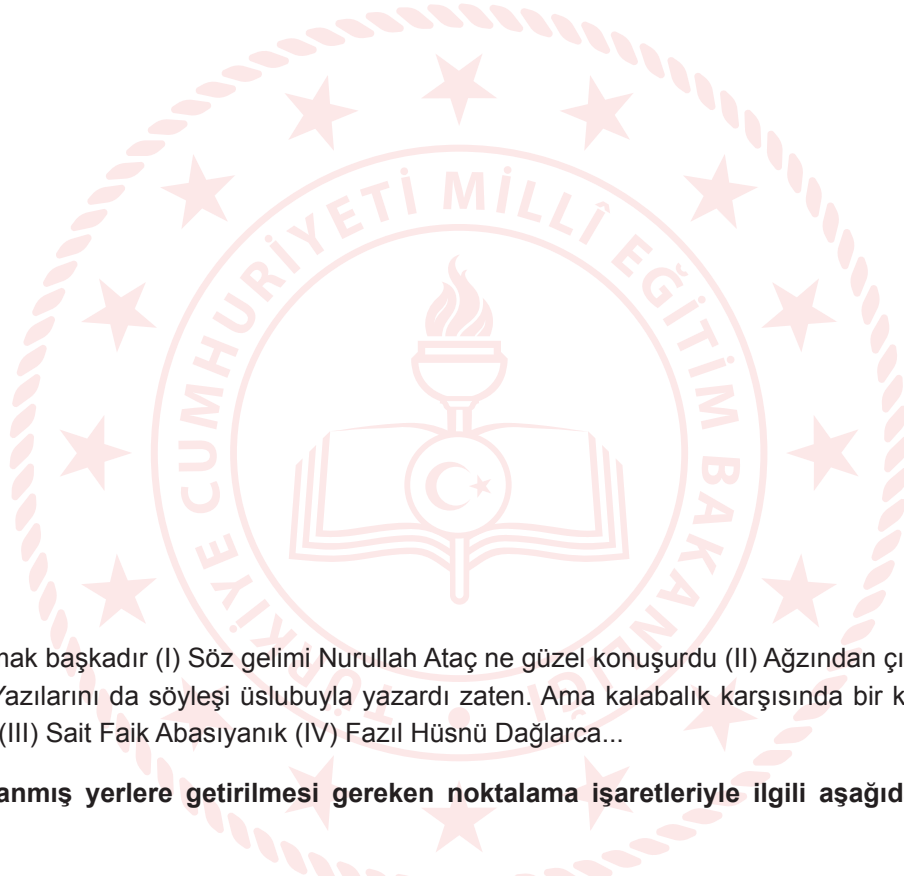 TÜRKİYE CUMHURİYETİ MİLLÎ EĞİTİM BAKANLIĞI
mak başkadır (I) Söz gelimi Nurullah Ataç ne güzel konuşurdu (II) Ağzından çı
Yazılarını da söyleşi üslubuyla yazardı zaten. Ama kalabalık karşısında bir k
(III) Sait Faik Abasıyanık (IV) Fazıl Hüsnü Dağlarca...
anmış yerlere getirilmesi gereken noktalama işaretleriyle ilgili aşağıd